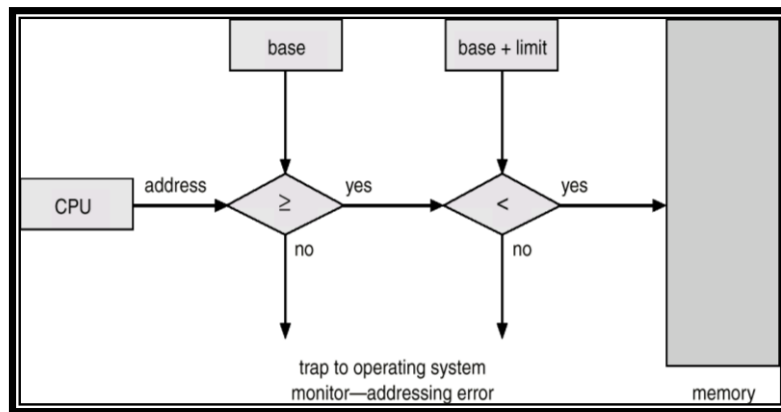 base
base + limit
CPU
address
≥
yes
<
yes
no
no
trap to operating system
monitor—addressing error
memory